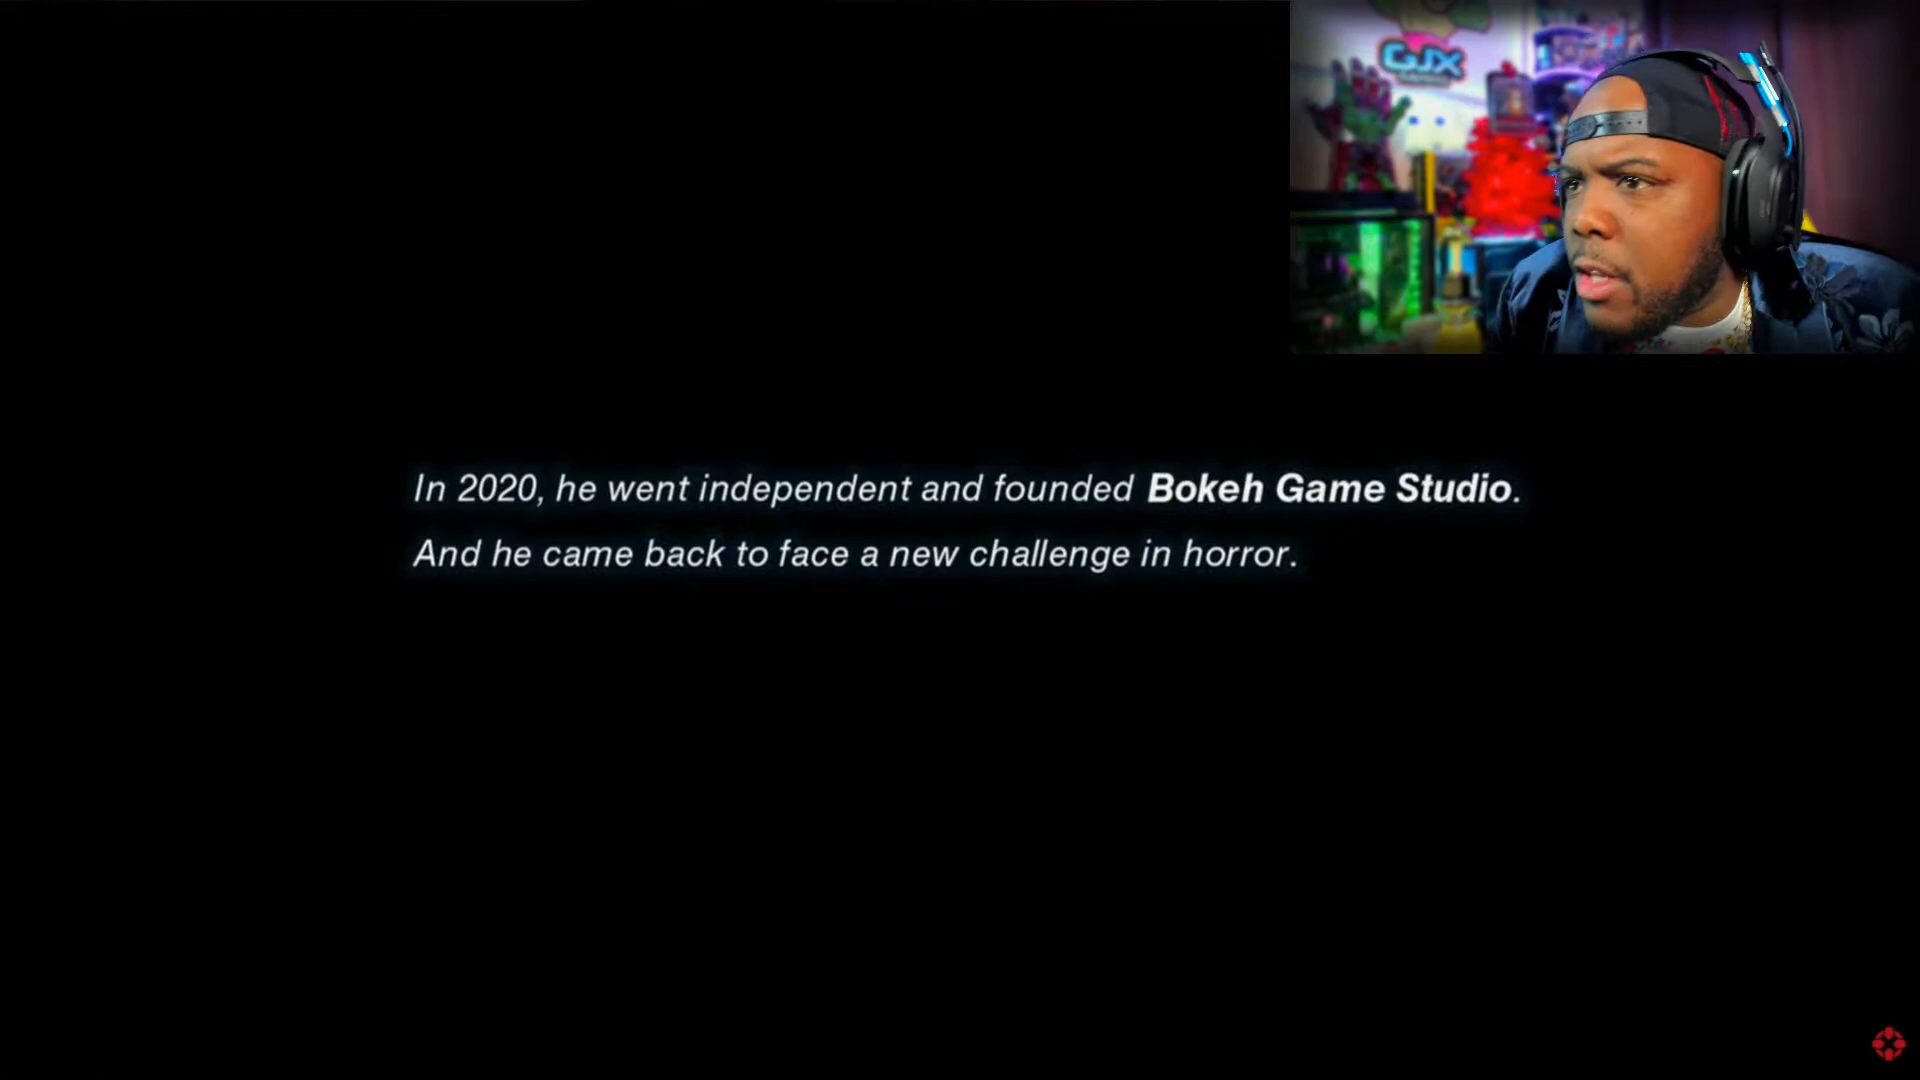 CJX
In 2020, he went independent and founded Bokeh Game Studio.
And he came back to face a new challenge in horror.